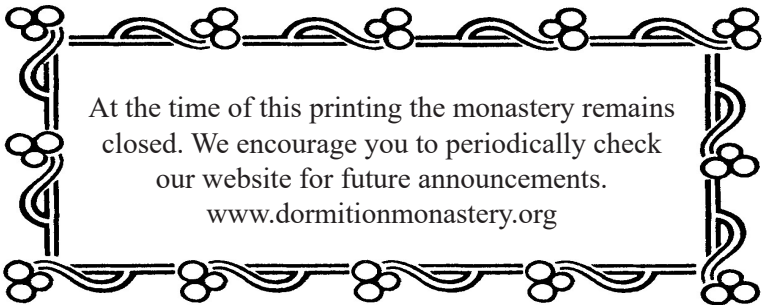 At the time of this printing the monastery remains
closed. We encourage you to periodically check
our website for future announcements.
www.dormitionmonastery.org